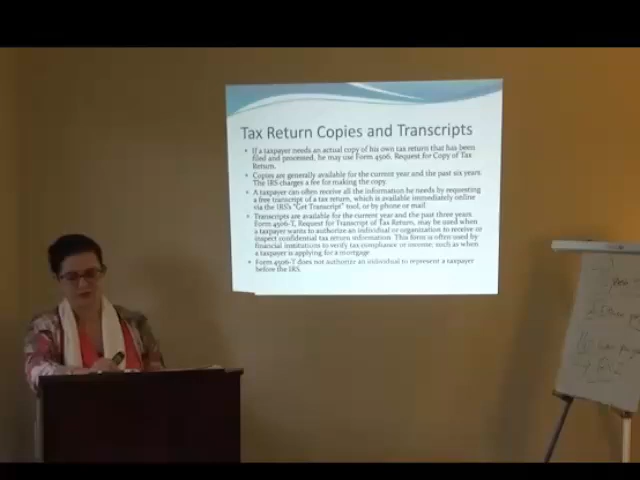 Tax Return Copies and Transcripts
• If a taxpayer needs an actual copy of his own tax return that has been
filed and processed, he may use Form 4506, Request for Copy of Tax
Return.
• Copies are generally available for the current year and the past six years.
The IRS charges a fee for making the copy.
• A taxpayer can often receive all the information he needs by requesting
a free transcript of a tax return, which is available immediately online
via the IRS's "Get Transcript" tool, or by phone or mail.
• Transcripts are available for the current year and the past three years.
Form 4506-T, Request for Transcript of Tax Return, may be used when
a taxpayer wants to authorize an individual or organization to receive or
inspect confidential tax return information. This form is often used by
financial institutions to verify tax compliance or income, such as when
a taxpayer is applying for a mortgage.
• Form 4506-T does not authorize an individual to represent a taxpayer
before the IRS.